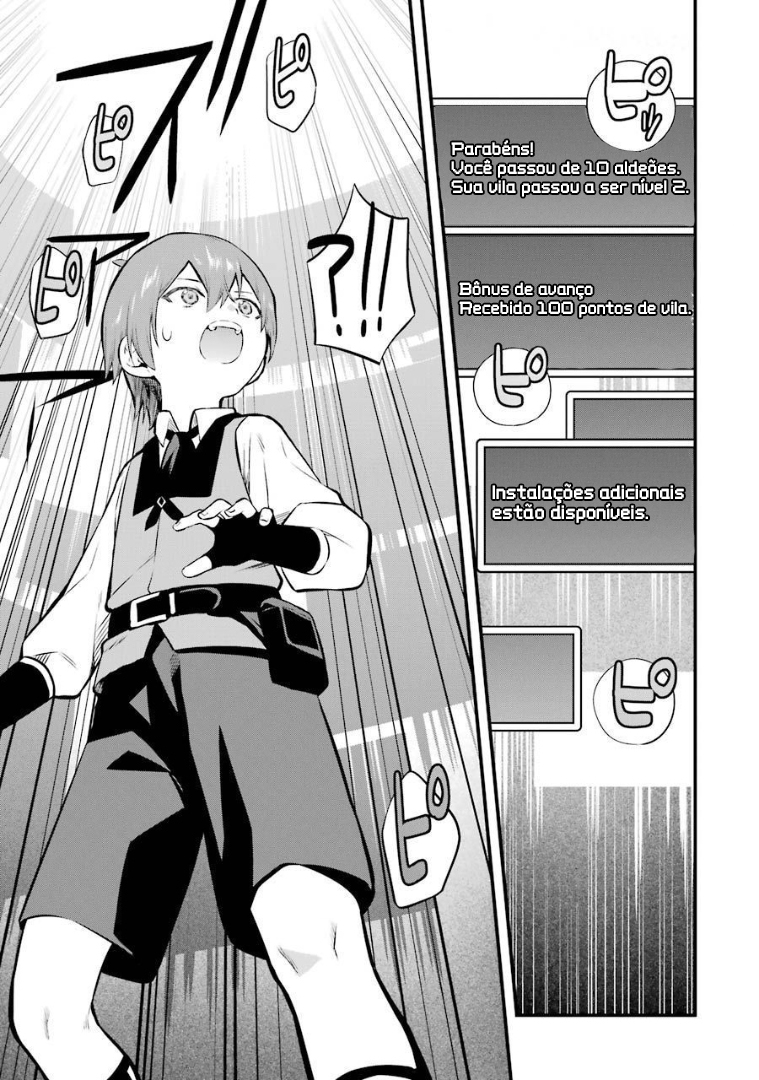 ピッ
Parabéns!
Você passou de 10 aldeões.
Sua vila passou a ser nível 2.
Bônus de avanço
Recebido 100 pontos de vila.
ピ
Instalações adicionais
estão disponíveis.
ピ
ピ
ピ
ピ
?!!
ピ